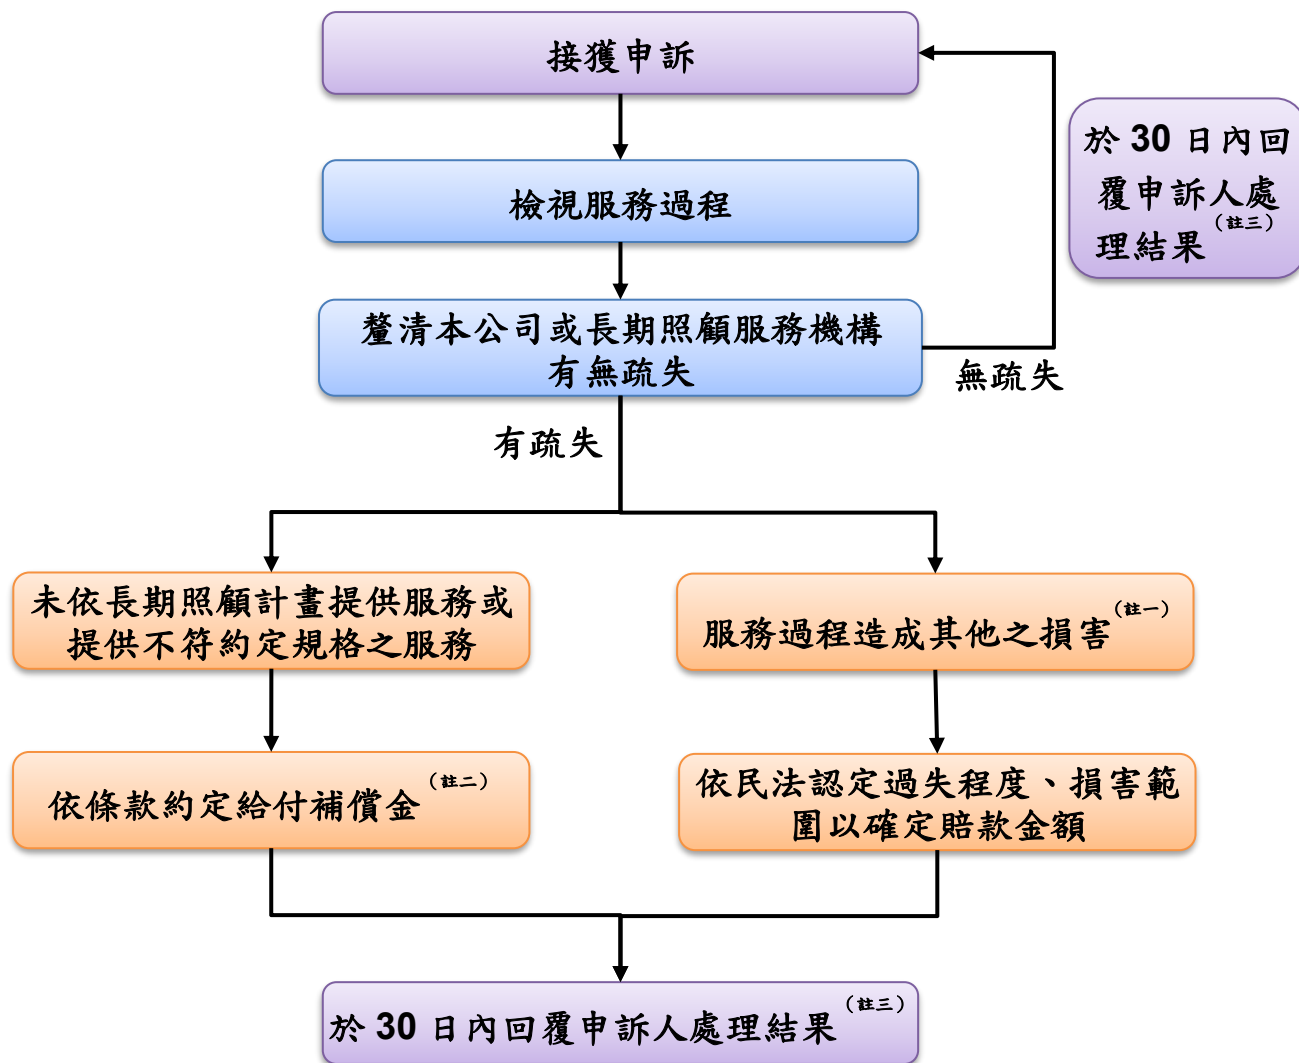 接獲申訴
於 30 日內回
覆申訴人處
理結果(註三)
檢視服務過程
釐清本公司或長期照顧服務機構
有無疏失
無疏失
有疏失
未依長期照顧計畫提供服務或
提供不符約定規格之服務
服務過程造成其他之損害(註一)
依條款約定給付補償金(註二)
依民法認定過失程度、損害範
圍以確定賠款金額
於 30 日內回覆申訴人處理結果(註三)